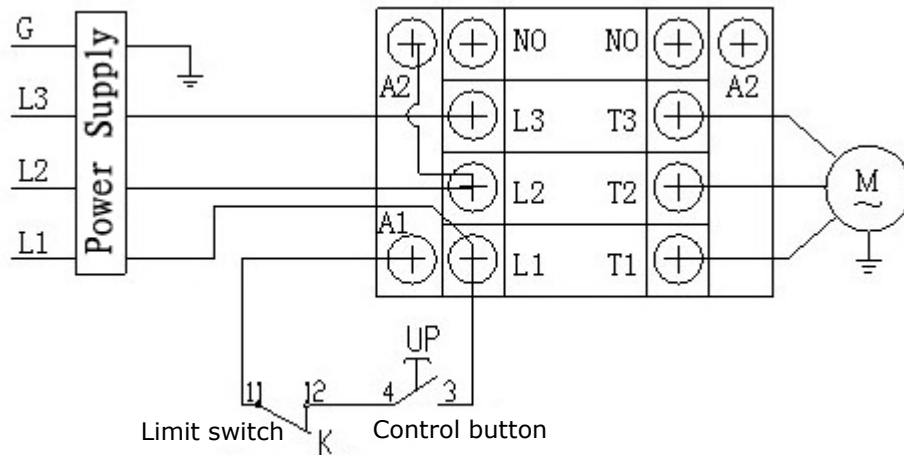 G
L3
L2
L1
Power Supply
A2
NO
NO
A2
L3
T3
L2
T2
A1
L1
T1
M
~
UP
11
12
4
3
K
Limit switch
Control button